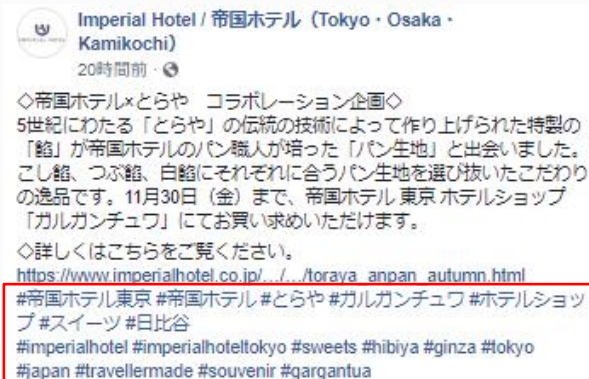 Imperial Hotel / 帝国ホテル（Tokyo・Osaka・
Kamikochi）
20時間前・
◇帝国ホテル×とらや　コラボレーション企画◇
5世紀にわたる「とらや」の伝統の技術によって作り上げられた特製の
「餡」が帝国ホテルのパン職人が培った「パン生地」と出会いました。
こし餡、つぶ餡、白餡にそれぞれに合うパン生地を選び抜いたこだわり
の逸品です。11月30日（金）まで、帝国ホテル 東京 ホテルショップ
「ガルガンチュワ」にてお買い求めいただけます。
◇詳しくはこちらをご覧ください。
https://www.imperialhotel.co.jp/.../.../toraya_anpan_autumn.html
#帝国ホテル東京 #帝国ホテル #とらや #ガルガンチュワ #ホテルショッ
プ #スイーツ #日比谷
#imperialhotel #imperialhoteltokyo #sweets #hibiya #ginza #tokyo
#japan #travellermade #souvenir #gargantua